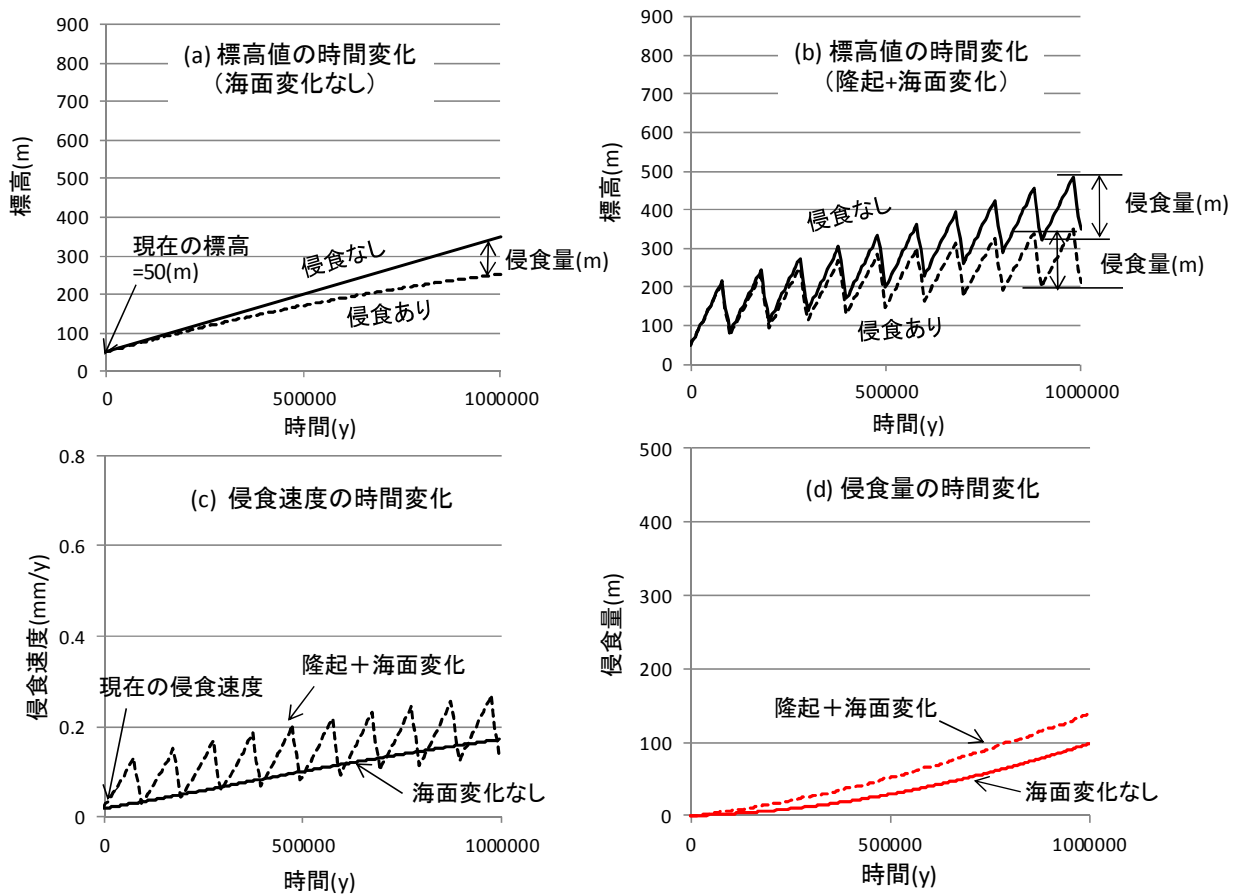 (a) 標高値の時間変化
（海面変化なし）
標高(m)
900
800
700
600
500
400
300
200
100
0
現在の標高
=50(m)
侵食なし
侵食あり
侵食量(m)
0
500000
1000000
時間(y)
(b) 標高値の時間変化
（隆起+海面変化）
標高(m)
900
800
700
600
500
400
300
200
100
0
侵食なし
侵食あり
侵食量(m)
侵食量(m)
0
500000
1000000
時間(y)
(c) 侵食速度の時間変化
侵食速度(mm/y)
0.8
0.6
0.4
0.2
0
現在の侵食速度
隆起＋海面変化
海面変化なし
0
500000
1000000
時間(y)
(d) 侵食量の時間変化
侵食量(m)
500
400
300
200
100
0
隆起＋海面変化
海面変化なし
0
500000
1000000
時間(y)